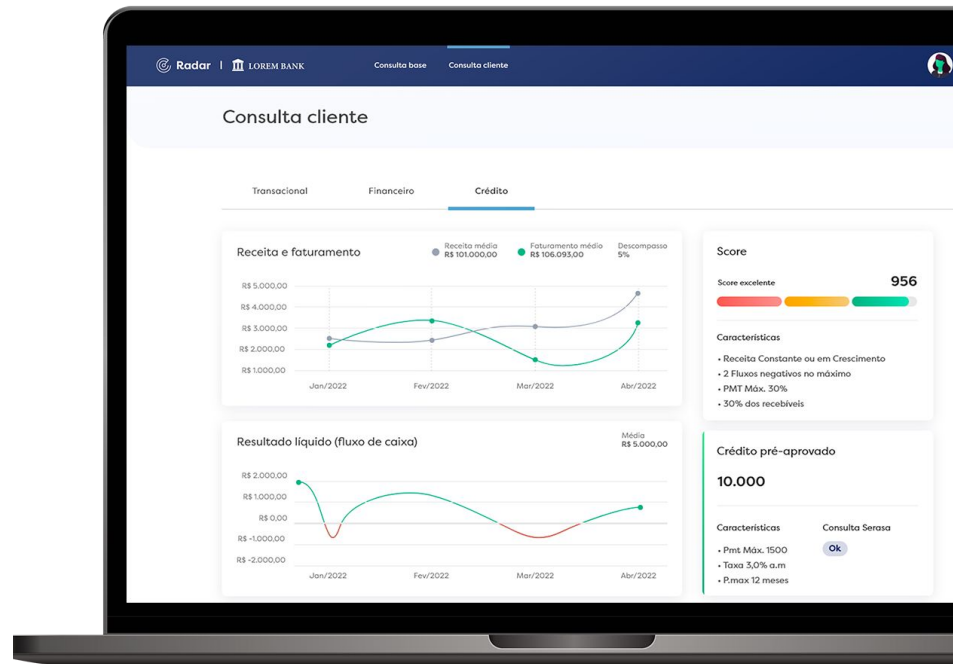 Radar | LOREM BANK
Consulta base
Consulta cliente
Consulta cliente
Transacional
Financeiro
Crédito
Receita e faturamento
Receita média
R$ 101.000,00
Faturamento médio
R$ 106.093,00
Descompasso
5%
R$ 5.000,00
R$ 4.000,00
R$ 3.000,00
R$ 2.000,00
R$ 1.000,00
Jan/2022
Fev/2022
Mar/2022
Abr/2022
Score
Score excelente
956
Características
• Receita Constante ou em Crescimento
• 2 Fluxos negativos no máximo
• PMT Máx. 30%
• 30% dos recebíveis
Resultado líquido (fluxo de caixa)
Média
R$ 5.000,00
R$ 2.000,00
R$ 1.000,00
R$ 0,00
R$ -1.000,00
R$ -2.000,00
Jan/2022
Fev/2022
Mar/2022
Abr/2022
Crédito pré-aprovado
10.000
Características
• Pmt Máx. 1500
• Taxa 3,0% a.m
• P.max 12 meses
Consulta Serasa
Ok